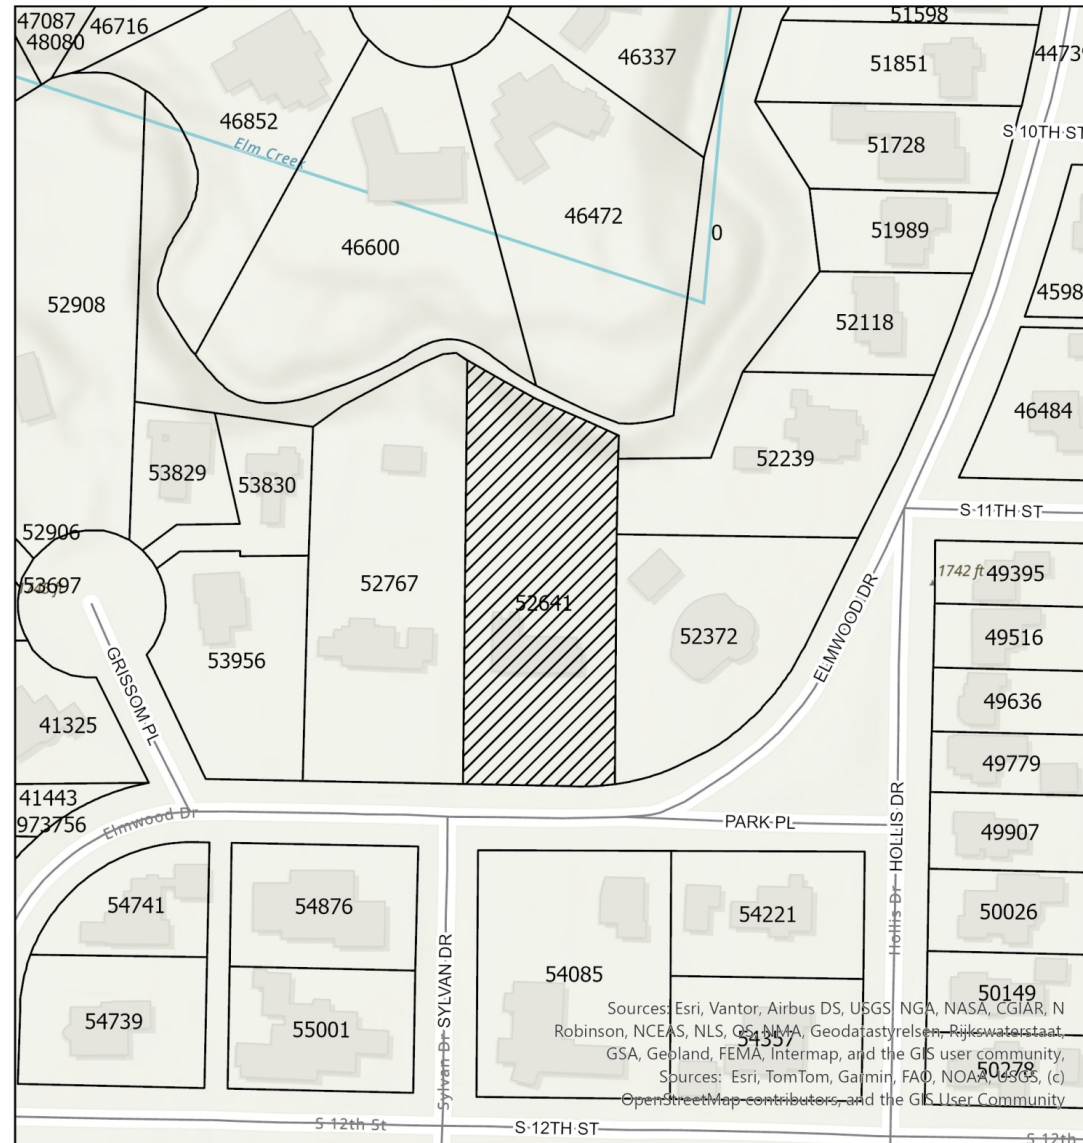 47087
46716
48080
51598
46337
51851
4473
S 10TH ST
46852
Elm Creek
51728
46600
46472
0
51989
52908
4598
52118
46484
53829
53830
52239
52906
S 11TH ST
53697
52767
52641
52372
1742 ft
49395
49516
GRISSOM PL
53956
ELMWOOD DR
49636
41325
49779
41443
973756
Elmwood Dr
PARK PL
HOLLIS DR
49907
54741
54876
54221
50026
Hollis Dr
SYLVAN DR
54085
50149
54739
55001
54357
50278
Sylvan Dr
Sources: Esri, Vantor, Airbus DS, USGS, NGA, NASA, CGIAR, N
Robinson, NCEAS, NLS, OS, NMA, Geodatastyrelsen, Rijkswaterstaat,
GSA, Geoland, FEMA, Intermap, and the GIS user community,
Sources: Esri, TomTom, Garmin, FAO, NOAA, USGS, (c)
OpenStreetMap contributors, and the GIS User Community
S 12th St
S 12TH ST
S 12th